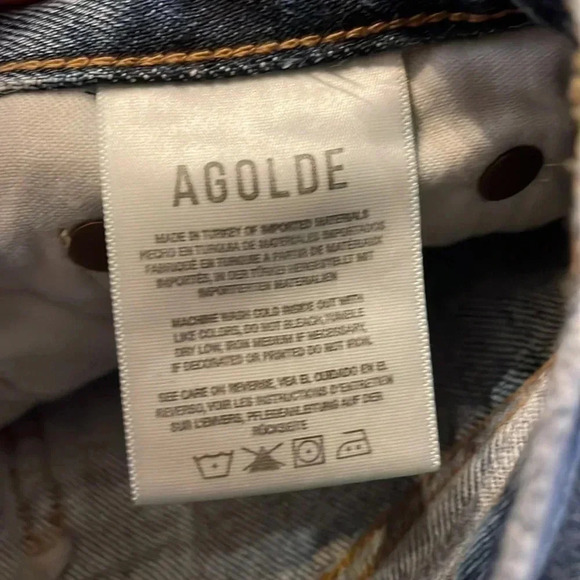 AGOLDE
MADE IN TURKEY OF IMPORTED MATERIALS
HECHO EN TURQUIA DE MATERIALES IMPORTADOS
FABRIQUÉ EN TURQUIE A PARTIR DE MATÉRIAUX
IMPORTÉS, IN DER TÜRKEI HERGESTELLT MIT
IMPORTIERTEN MATERIALIEN
MACHINE WASH COLD INSIDE OUT WITH
LIKE COLORS, DO NOT BLEACH, TUMBLE
DRY LOW, IRON MEDIUM IF NECESSARY,
IF DECORATED OR PRINTED DO NOT IRON.
SEE CARE ON REVERSE, VEA EL CUIDADO EN EL
REVERSO, VOIR LES INSTRUCTIONS D'ENTRETIEN
SUR L'ENVERS, PFLEGEANLEITUNG AUF DER
RÜCKSEITE